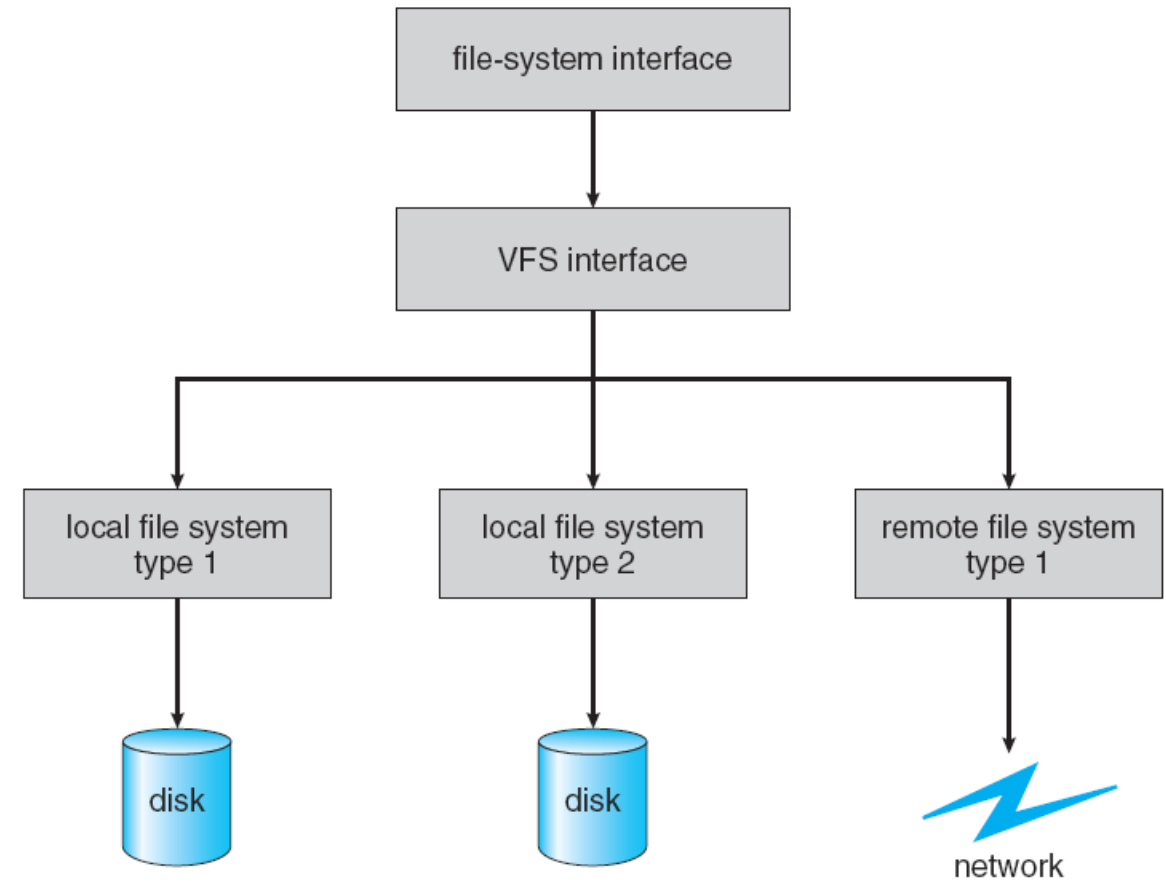 file-system interface
VFS interface
local file system
type 1
local file system
type 2
remote file system
type 1
disk
disk
network